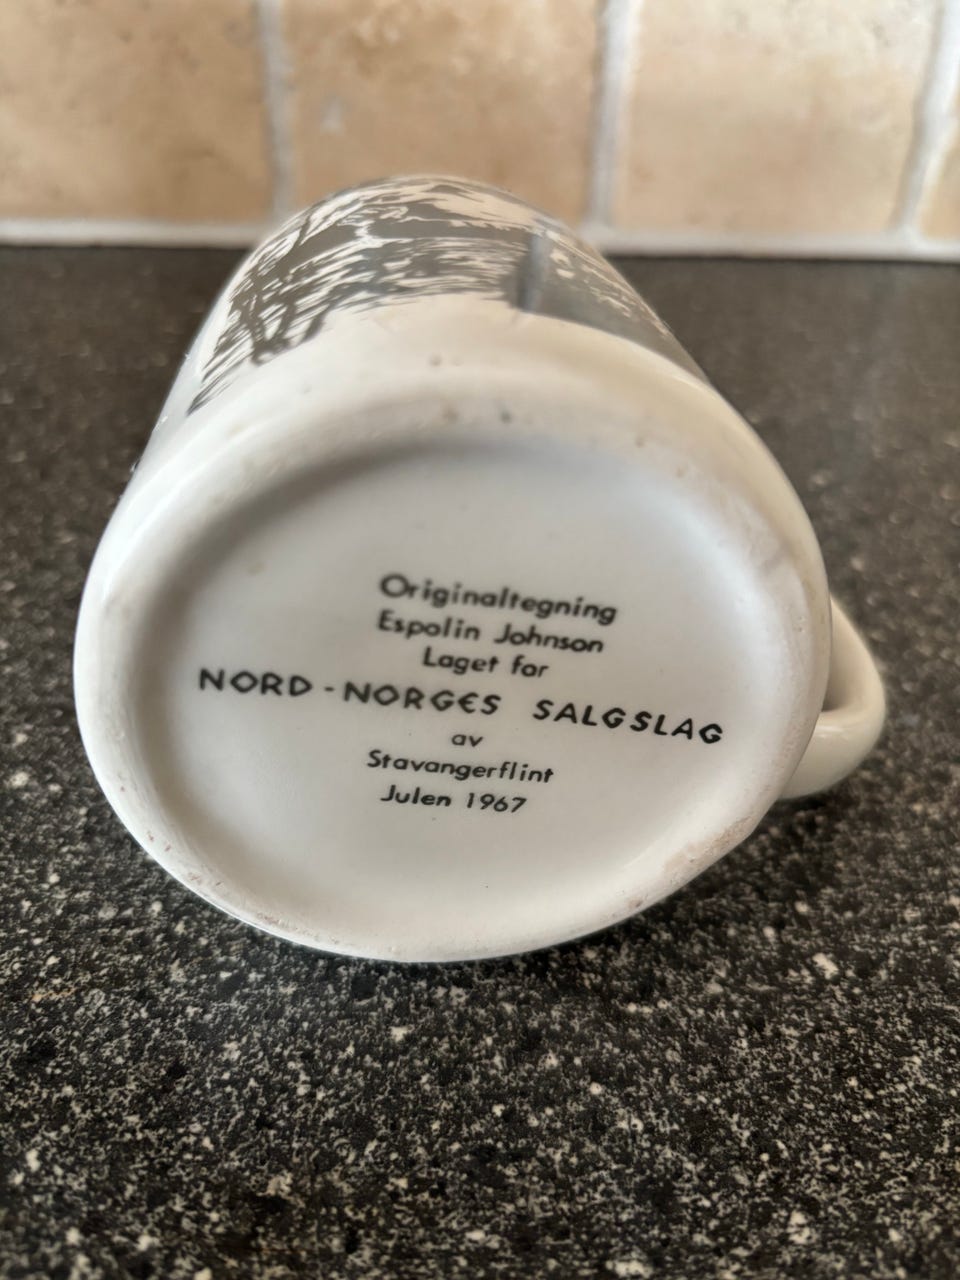 Originaltegning
Espolin Johnson
Laget for
NORD-NORGES SALGSLAG
av
Stavangerflint
Julen 1967